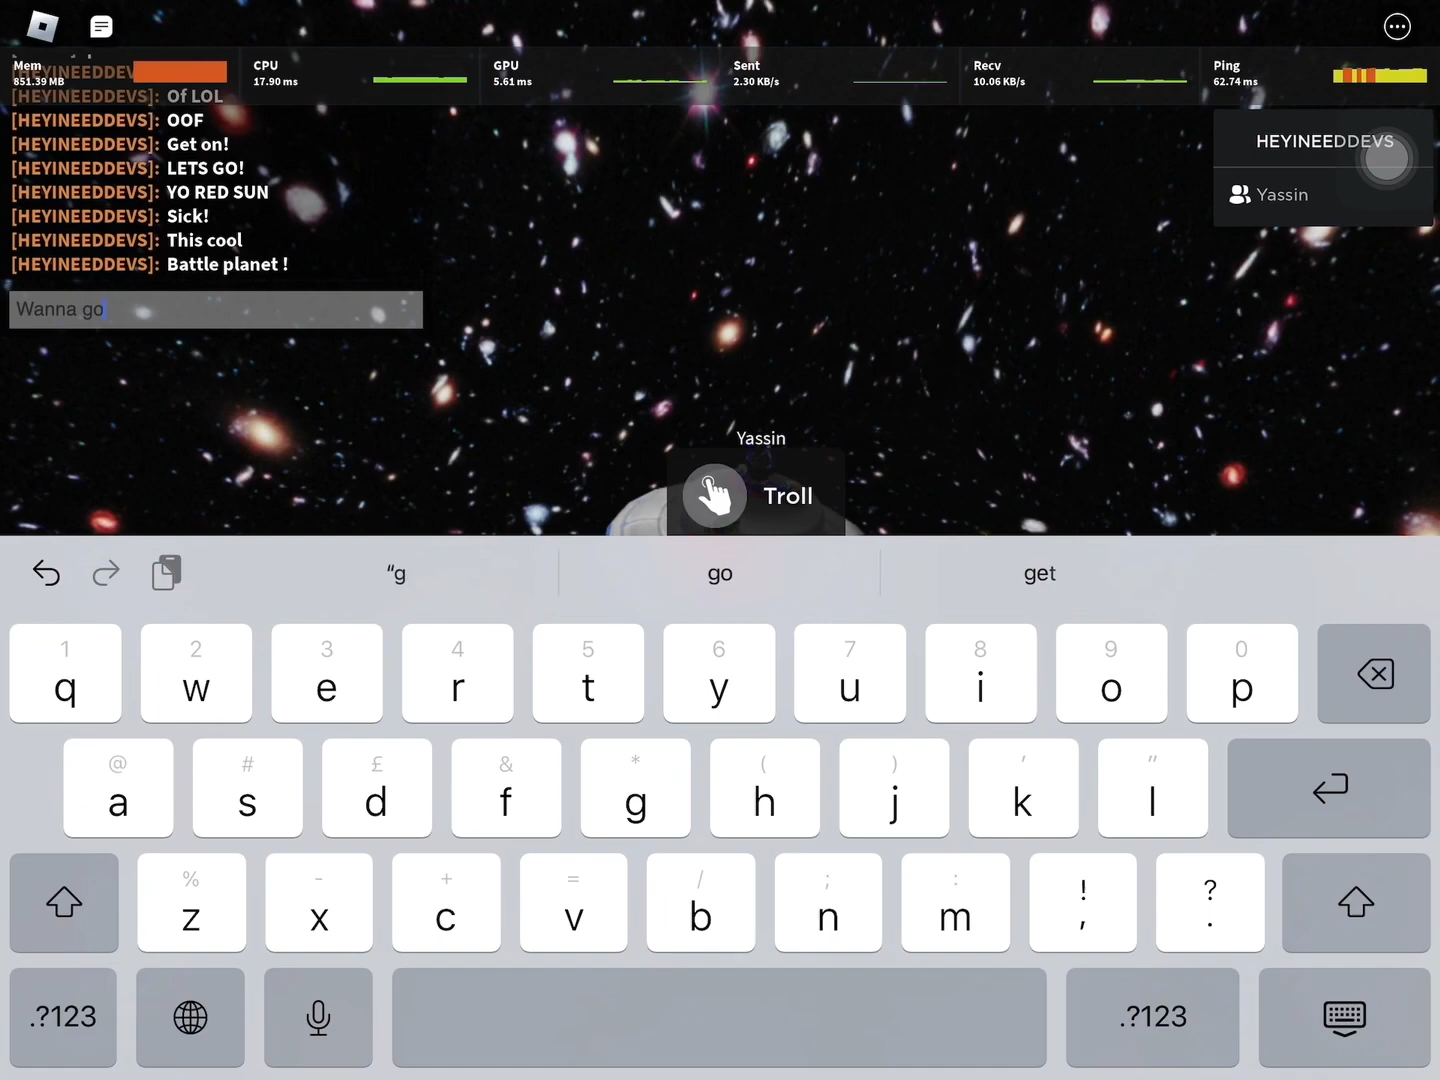 Mem
851.39 MB
CPU
17.90 ms
GPU
5.61 ms
Sent
2.30 KB/s
Recv
10.06 KB/s
Ping
62.74 ms
[HEYINEEDDEV
[HEYINEEDDEVS]: Of LOL
[HEYINEEDDEVS]: OOF
[HEYINEEDDEVS]: Get on!
[HEYINEEDDEVS]: LETS GO!
[HEYINEEDDEVS]: YO RED SUN
[HEYINEEDDEVS]: Sick!
[HEYINEEDDEVS]: This cool
[HEYINEEDDEVS]: Battle planet !
Wanna go
HEYINEEDDEVS
Yassin
Yassin
Troll
“g go get
1 2 3 4 5 6 7 8 9 0
q w e r t y u i o p
@ # £ & * ( ) ' "
a s d f g h j k l
% - + = / ; : ! ?
z x c v b n m , .
.?123 .?123